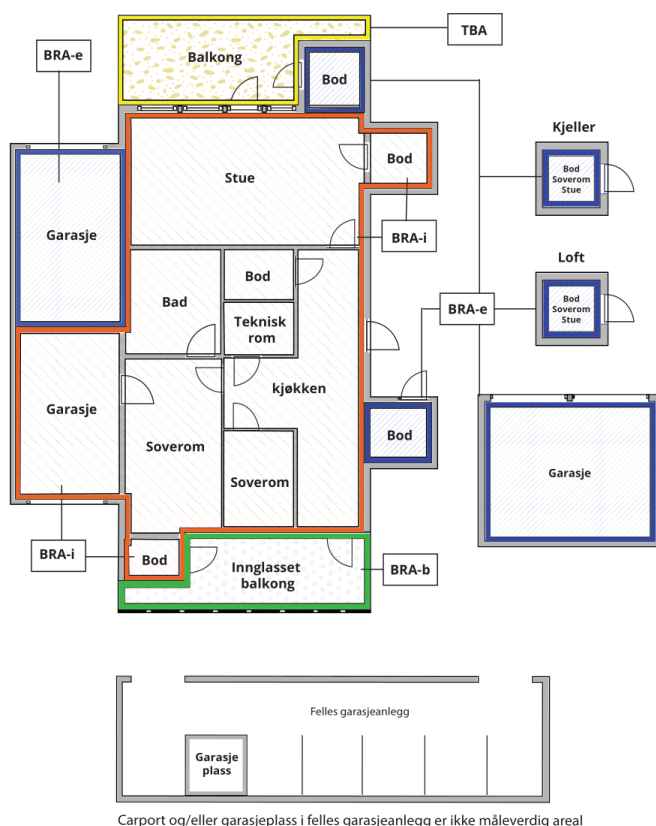 TBA
BRA-e
Balkong
Bod
Kjeller
Bod
Soverom
Stue
Bod
Stue
Garasje
BRA-i
Loft
Bod
Bod
Soverom
Stue
Bad
BRA-e
Teknisk
rom
Garasje
kjøkken
Bod
Soverom
Garasje
Soverom
BRA-i
Bod
Innglasset
balkong
BRA-b
Felles garasjeanlegg
Garasje
plass
Carport og/eller garasjeplass i felles garasjeanlegg er ikke måleverdig areal